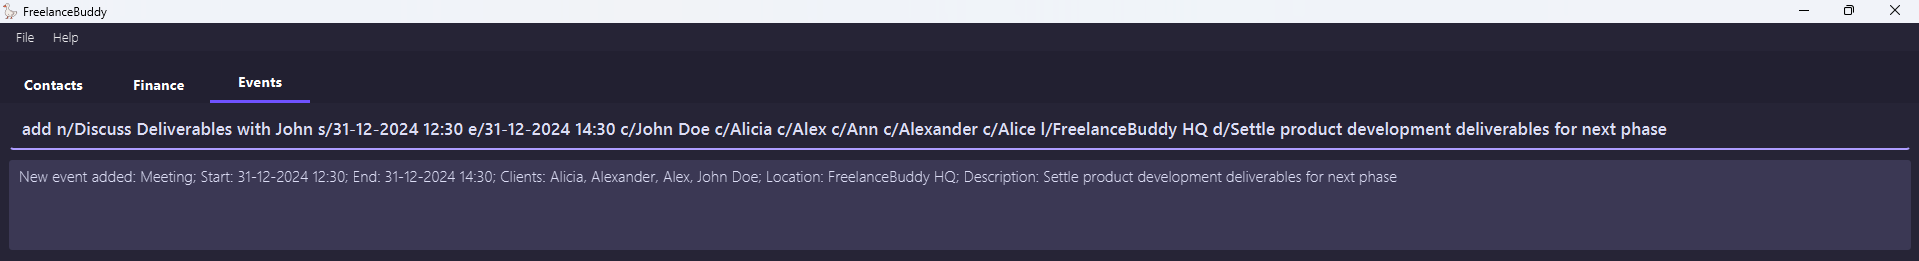 FreelanceBuddy
File Help
Contacts Finance Events
add n/Discuss Deliverables with John s/31-12-2024 12:30 e/31-12-2024 14:30 c/John Doe c/Alicia c/Alex c/Ann c/Alexander c/Alice l/FreelanceBuddy HQ d/Settle product development deliverables for next phase
New event added: Meeting; Start: 31-12-2024 12:30; End: 31-12-2024 14:30; Clients: Alicia, Alexander, Alex, John Doe; Location: FreelanceBuddy HQ; Description: Settle product development deliverables for next phase